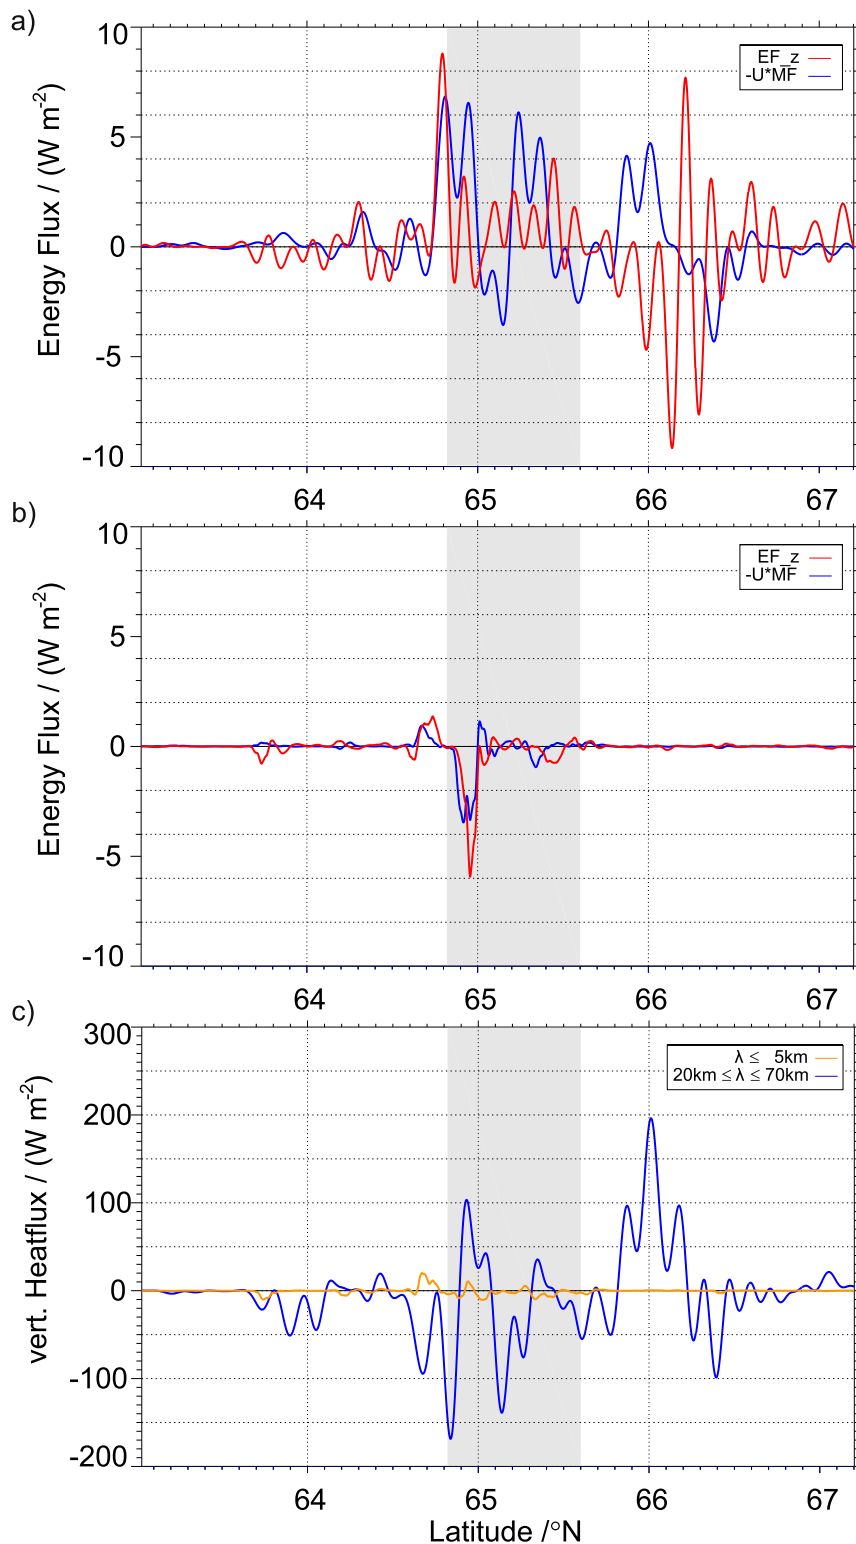 a)
10
5
0
-5
-10
Energy Flux / (W m⁻²)
EF_z
-U*MF
64 65 66 67
b)
10
5
0
-5
-10
Energy Flux / (W m⁻²)
EF_z
-U*MF
64 65 66 67
c)
300
200
100
0
-100
-200
vert. Heatflux / (W m⁻²)
λ ≤ 5km
20km ≤ λ ≤ 70km
64 65 66 67
Latitude /°N